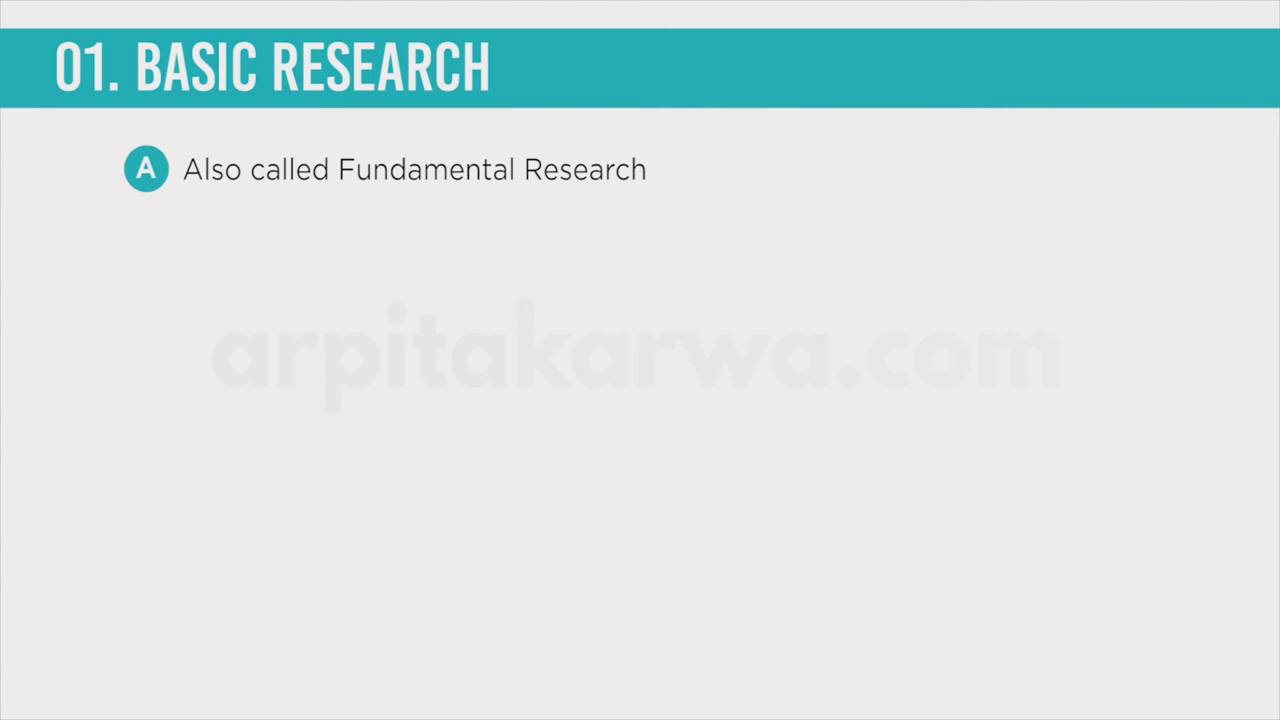 01. BASIC RESEARCH
A Also called Fundamental Research
arpitakarwa.com